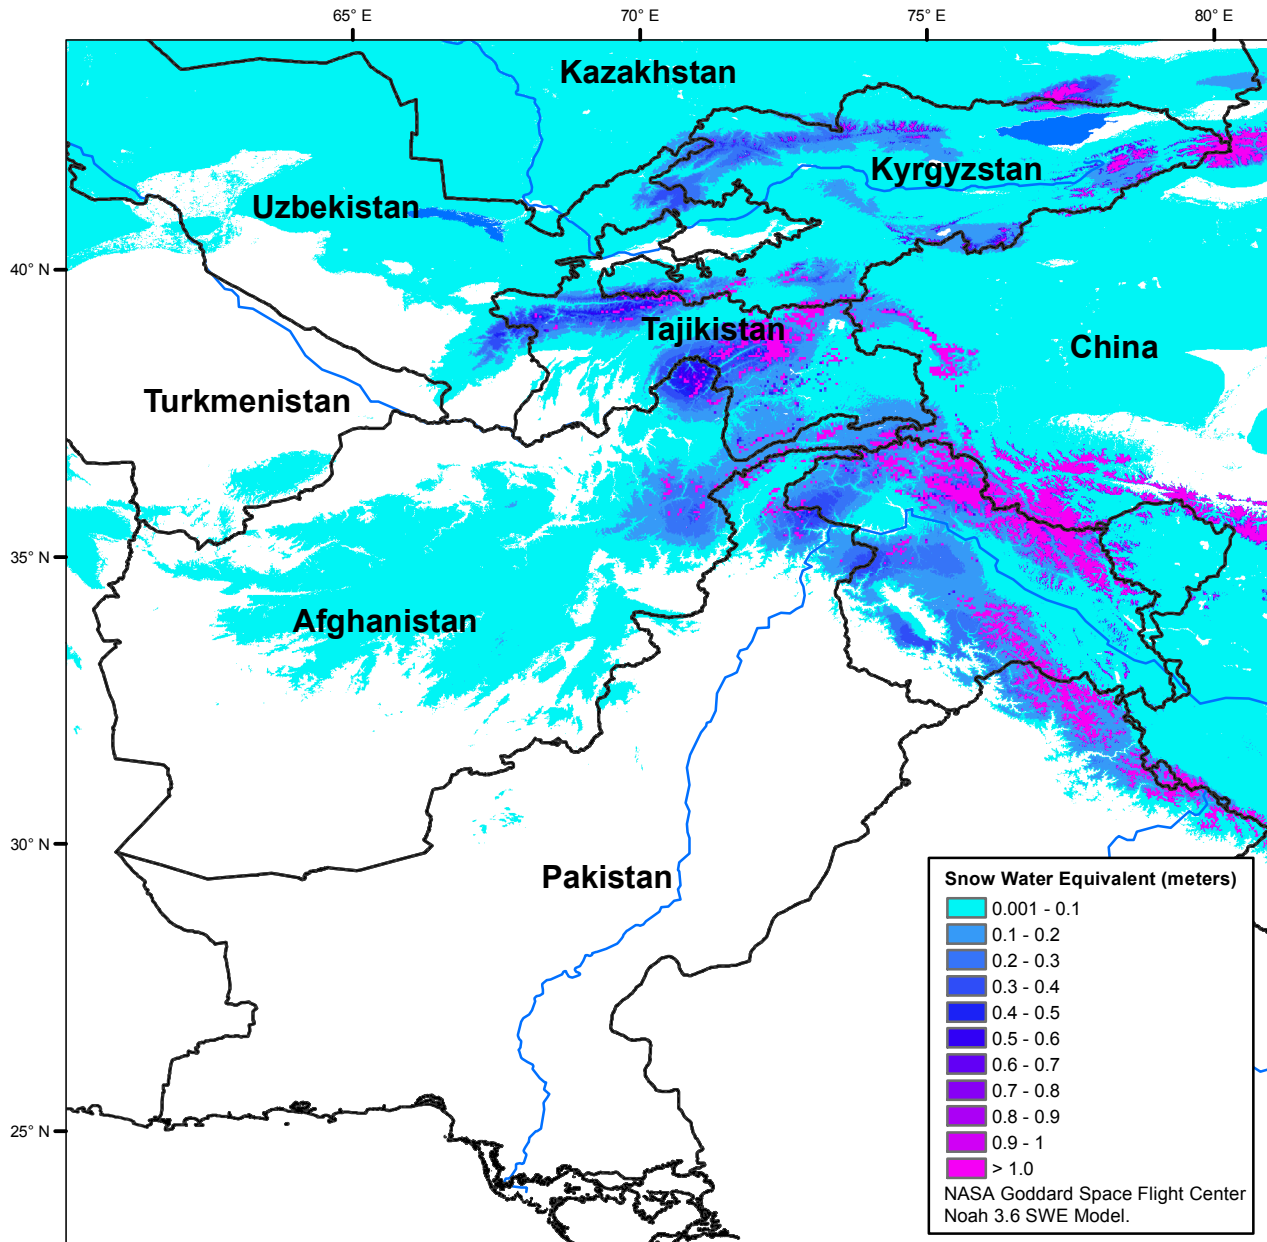 65° E
70° E
75° E
80° E
Kazakhstan
Kyrgyzstan
Uzbekistan
40° N
Tajikistan
China
Turkmenistan
35° N
Afghanistan
30° N
Pakistan
25° N
Snow Water Equivalent (meters)
0.001 - 0.1
0.1 - 0.2
0.2 - 0.3
0.3 - 0.4
0.4 - 0.5
0.5 - 0.6
0.6 - 0.7
0.7 - 0.8
0.8 - 0.9
0.9 - 1
> 1.0
NASA Goddard Space Flight Center
Noah 3.6 SWE Model.